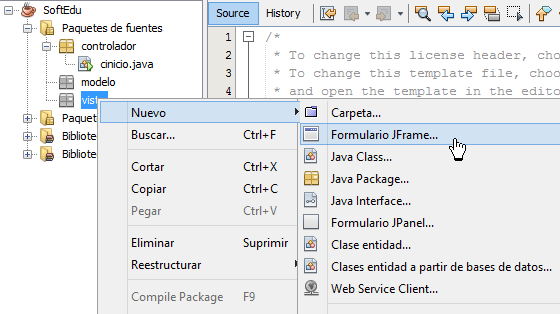 SoftEdu
Paquetes de fuentes
controlador
cinicio.java
modelo
vist
Paquet
Bibliote
Bibliote
Source History
1 /*
2 * To change this license header, choo
3 * To change this template file, choos
4 * and open the template in the edito
Nuevo
Buscar... Ctrl+F
Cortar Ctrl+X
Copiar Ctrl+C
Pegar Ctrl+V
Eliminar Suprimir
Reestructurar
Compile Package F9
Carpeta...
Formulario JFrame...
Java Class...
Java Package...
Java Interface...
Formulario JPanel...
Clase entidad...
Clases entidad a partir de bases de datos...
Web Service Client...